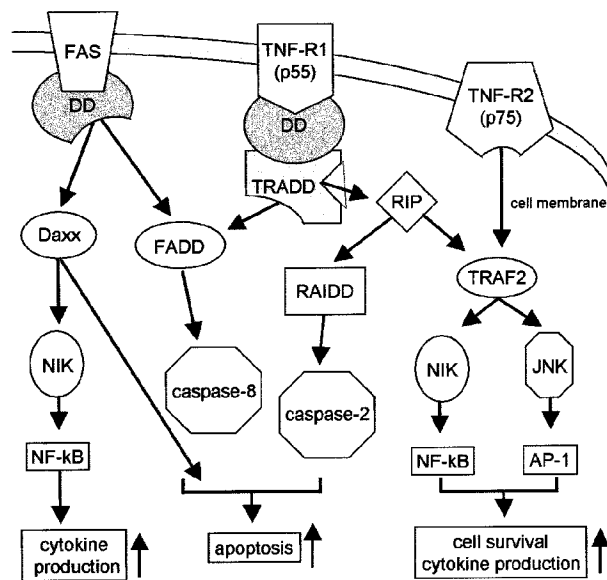 FAS
TNF-R1
(p55)
TNF-R2
(p75)
DD
DD
TRADD
RIP
cell membrane
Daxx
FADD
RAIDD
TRAF2
NIK
caspase-8
caspase-2
NIK
JNK
NF-kB
NF-kB
AP-1
cytokine
production
apoptosis
cell survival
cytokine production